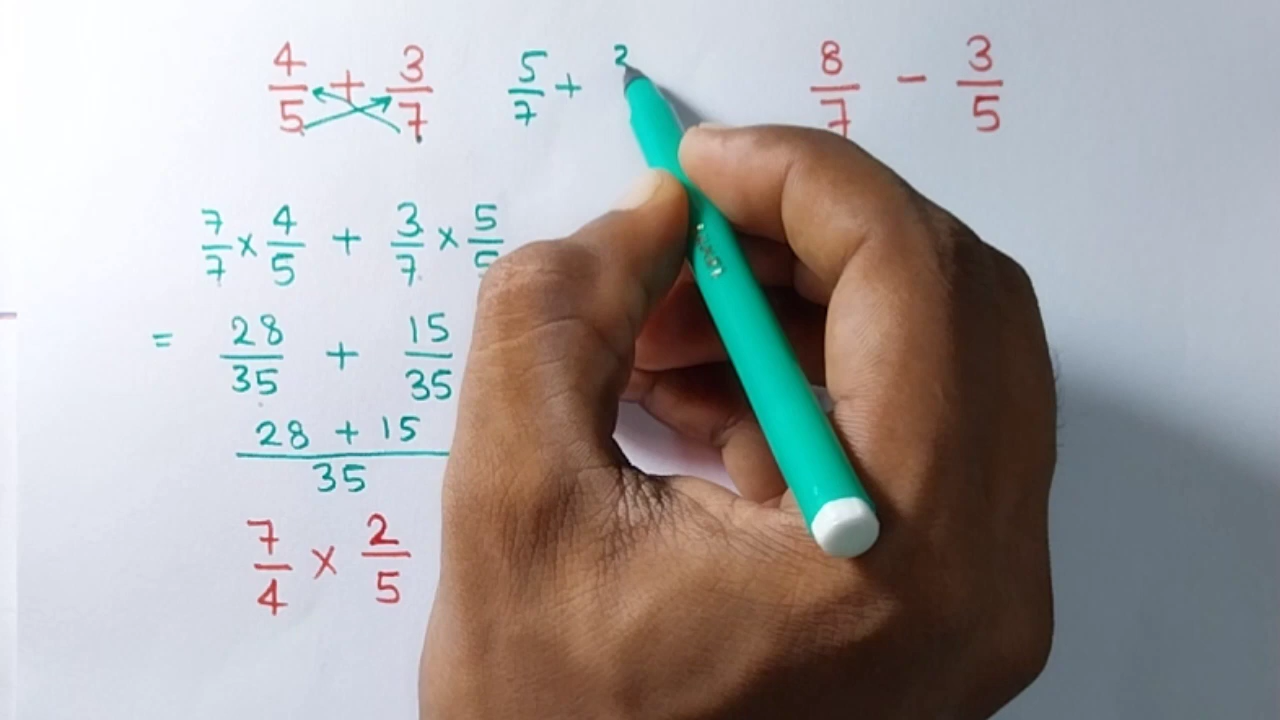 4/5 + 3/7 5/7 + 2 8/7 - 3/5
7/7 × 4/5 + 3/7 × 5/5
= 28/35 + 15/35
28 + 15 / 35
7/4 × 2/5